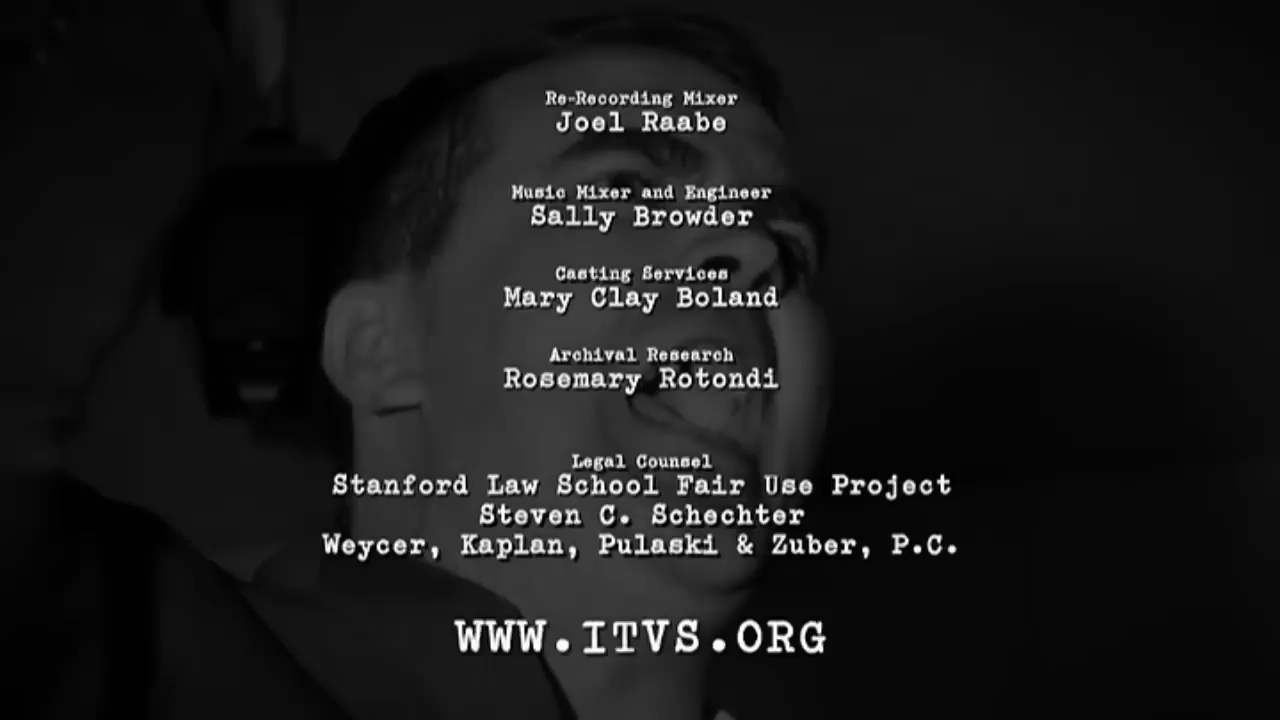 Re-Recording Mixer
Joel Raabe
Music Mixer and Engineer
Sally Browder
Casting Services
Mary Clay Boland
Archival Research
Rosemary Rotondi
Legal Counsel
Stanford Law School Fair Use Project
Steven C. Schechter
Weycer, Kaplan, Pulaski & Zuber, P.C.
WWW.ITVS.ORG